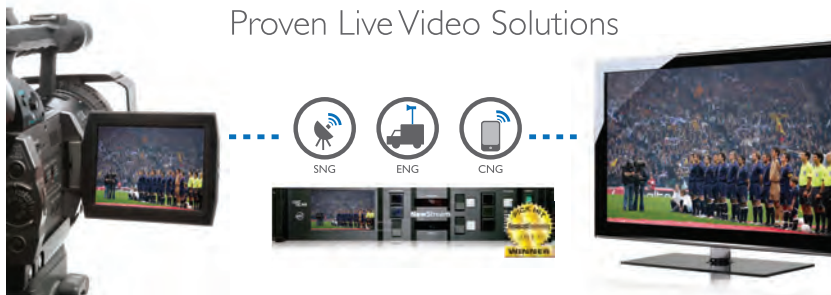 Proven Live Video Solutions
SNG
ENG
CNG
NewStream
WINNER